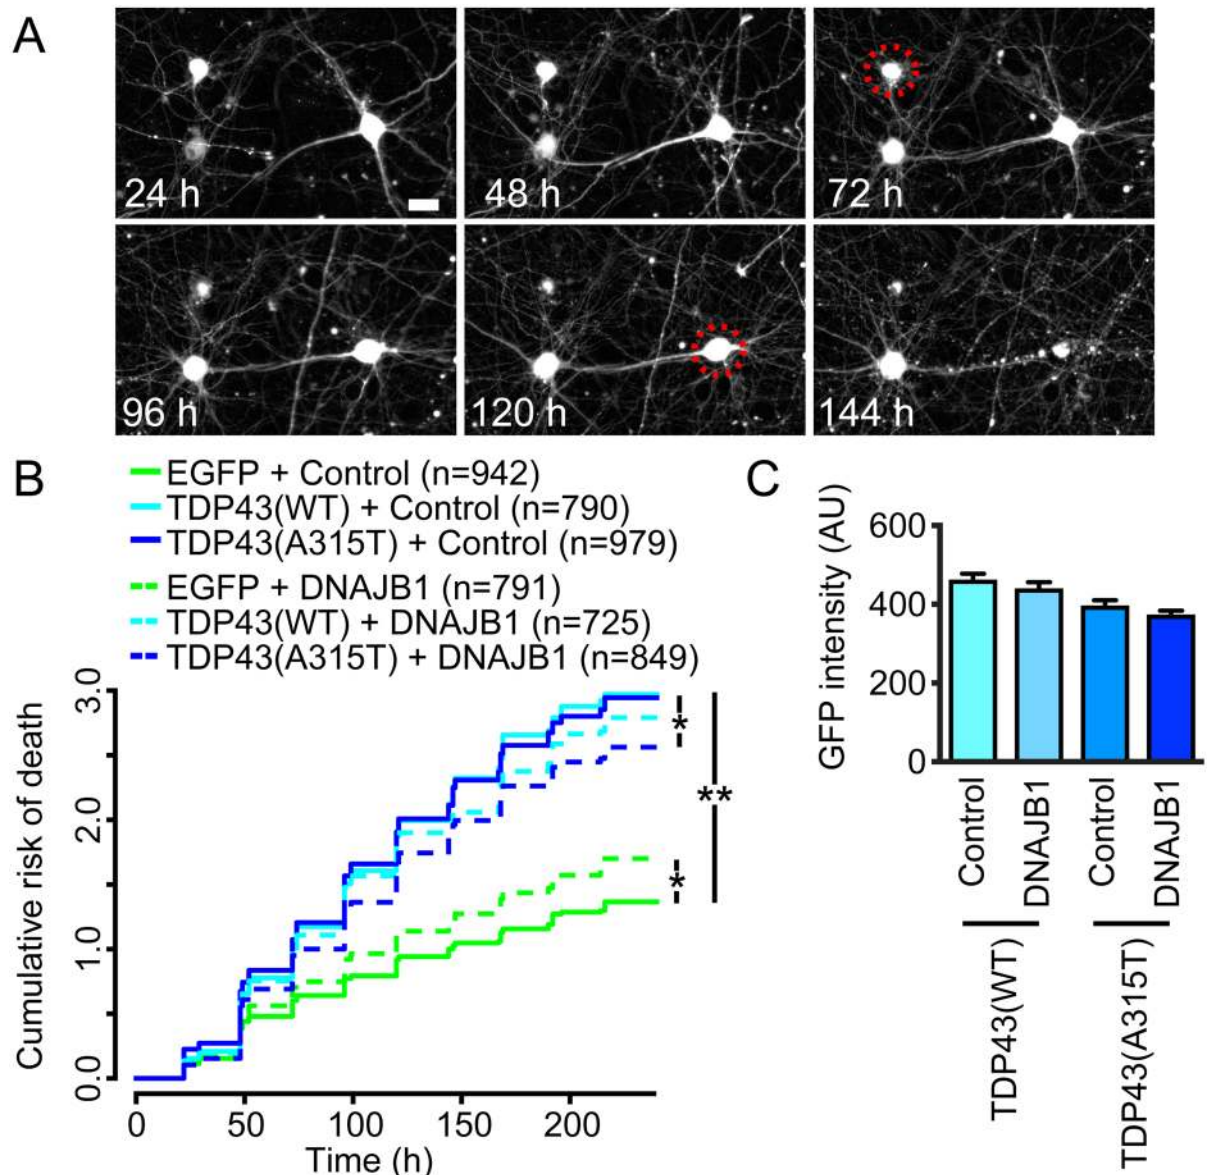 A
24 h
48 h
72 h
96 h
120 h
144 h
B
EGFP + Control (n=942)
TDP43(WT) + Control (n=790)
TDP43(A315T) + Control (n=979)
EGFP + DNAJB1 (n=791)
TDP43(WT) + DNAJB1 (n=725)
TDP43(A315T) + DNAJB1 (n=849)
Cumulative risk of death
3.0
2.0
1.0
0.0
*
**
*
0
50
100
150
200
Time (h)
C
GFP intensity (AU)
600
400
200
0
Control
DNAJB1
Control
DNAJB1
TDP43(WT)
TDP43(A315T)